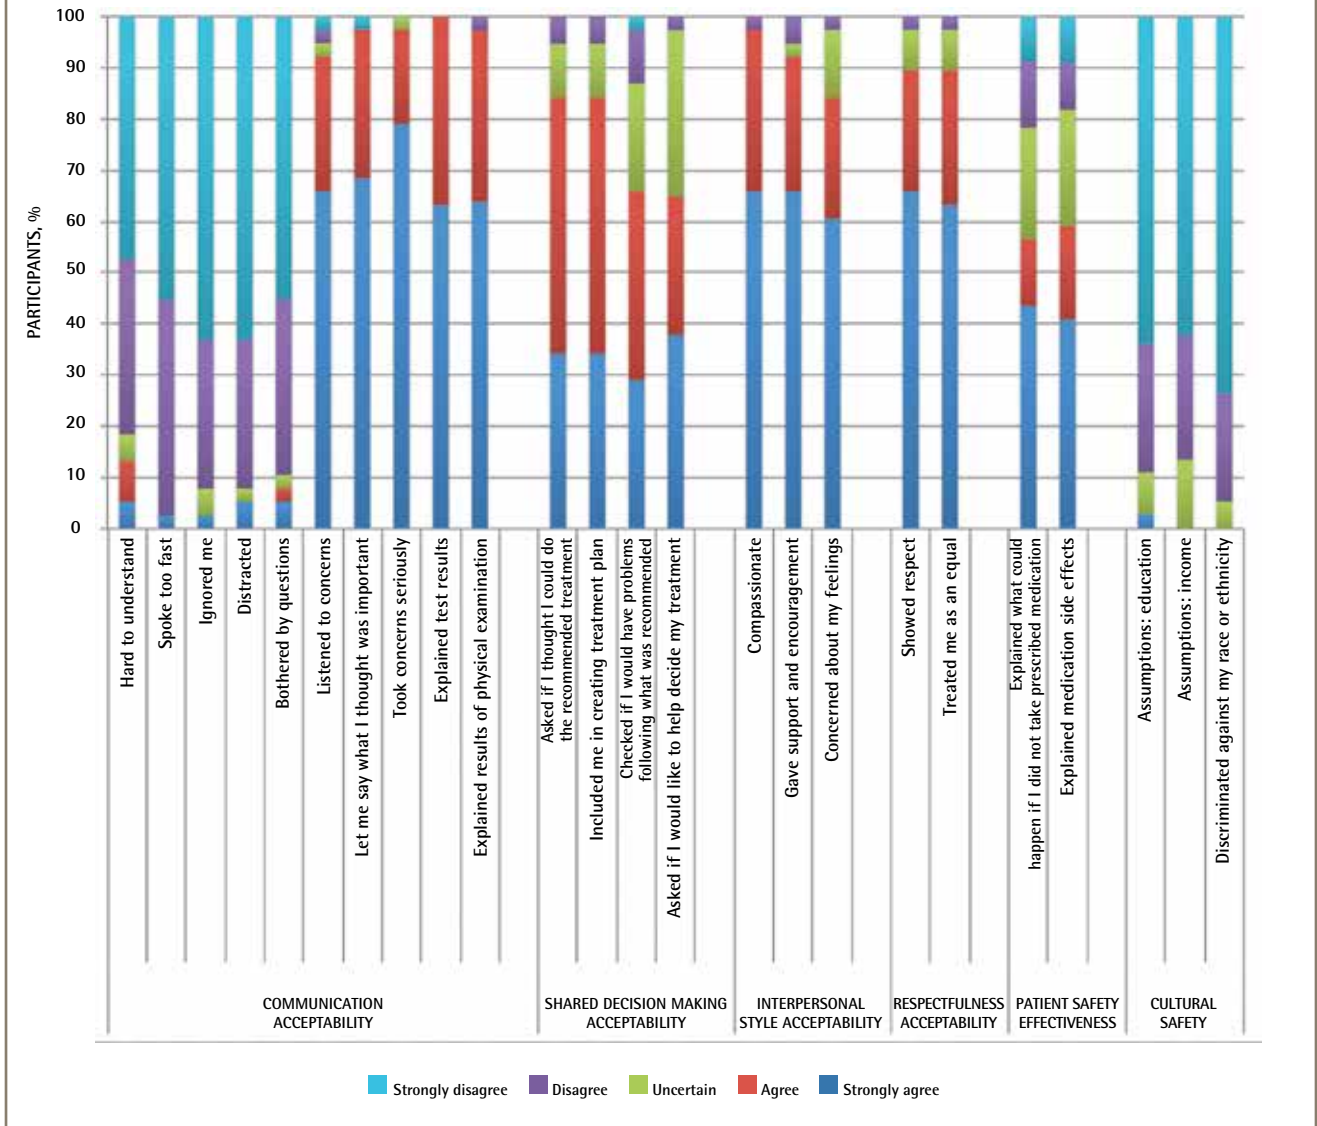 PARTICIPANTS, %
100
90
80
70
60
50
40
30
20
10
0
Hard to understand
Spoke too fast
Ignored me
Distracted
Bothered by questions
Listened to concerns
Let me say what I thought was important
Took concerns seriously
Explained test results
Explained results of physical examination
Asked if I thought I could do
the recommended treatment
Included me in creating treatment plan
Checked if I would have problems
following what was recommended
Asked if I would like to help decide my treatment
Compassionate
Gave support and encouragement
Concerned about my feelings
Showed respect
Treated me as an equal
Explained what could
happen if I did not take prescribed medication
Explained medication side effects
Assumptions: education
Assumptions: income
Discriminated against my race or ethnicity
COMMUNICATION
ACCEPTABILITY
SHARED DECISION MAKING
ACCEPTABILITY
INTERPERSONAL
STYLE ACCEPTABILITY
RESPECTFULNESS
ACCEPTABILITY
PATIENT SAFETY
EFFECTIVENESS
CULTURAL
SAFETY
Strongly disagree
Disagree
Uncertain
Agree
Strongly agree